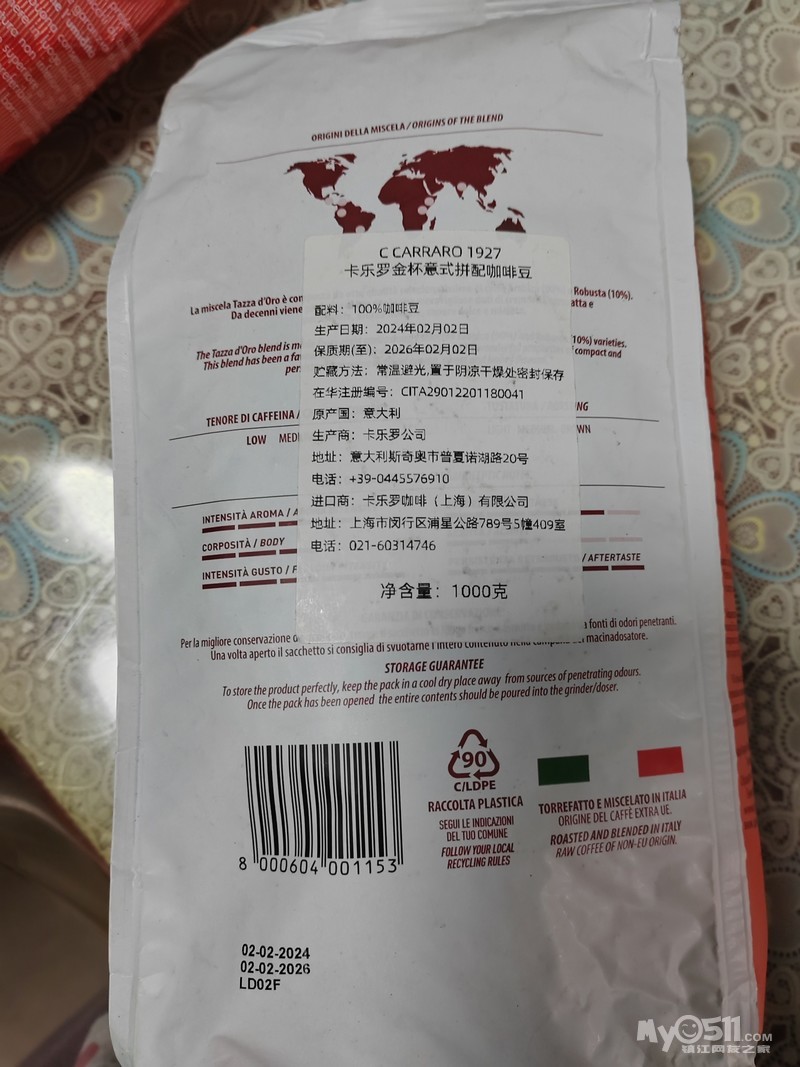 ORIGINI DELLA MISCELA / ORIGINS OF THE BLEND
C CARRARO 1927
卡乐罗金杯意式拼配咖啡豆
La miscela Tazza d'Oro è
Robusta (10%).
Da decenni viene
atta e
配料：100%咖啡豆
生产日期：2024年02月02日
The Tazza d'Oro blend is
10%) varieties.
This blend has been a
compact and
保质期(至)：2026年02月02日
贮藏方法：常温避光,置于阴凉干燥处密封保存
在华注册编号：CITA29012201180041
TENORE DI CAFFEINA /
NG
原产国：意大利
LOW
WN
生产商：卡乐罗公司
地址：意大利斯奇奥市普夏诺湖路20号
电话：+39-0445576910
进口商：卡乐罗咖啡（上海）有限公司
INTENSITÀ AROMA /
地址：上海市闵行区浦星公路789号5幢409室
CORPOSITÀ / BODY
电话：021-60314746
/ AFTERTASTE
INTENSITÀ GUSTO /
净含量：1000克
Per la migliore conservazione
a fonti di odori penetranti.
Una volta aperto il sacchetto si consiglia di svuotarne l'intero contenuto nella
macinadosatore.
STORAGE GUARANTEE
To store the product perfectly, keep the pack in a cool dry place away from sources of penetrating odours.
Once the pack has been opened the entire contents should be poured into the grinder/doser.
90
C/LDPE
RACCOLTA PLASTICA
SEGUI LE INDICAZIONI
DEL TUO COMUNE
FOLLOW YOUR LOCAL
RECYCLING RULES
TORREFATTO E MISCELATO IN ITALIA
ORIGINE DEL CAFFÈ EXTRA UE.
ROASTED AND BLENDED IN ITALY
RAW COFFEE OF NON-EU ORIGIN.
8 000604 001153
02-02-2024
02-02-2026
LD02F
My0511.COM
镇江网友之家